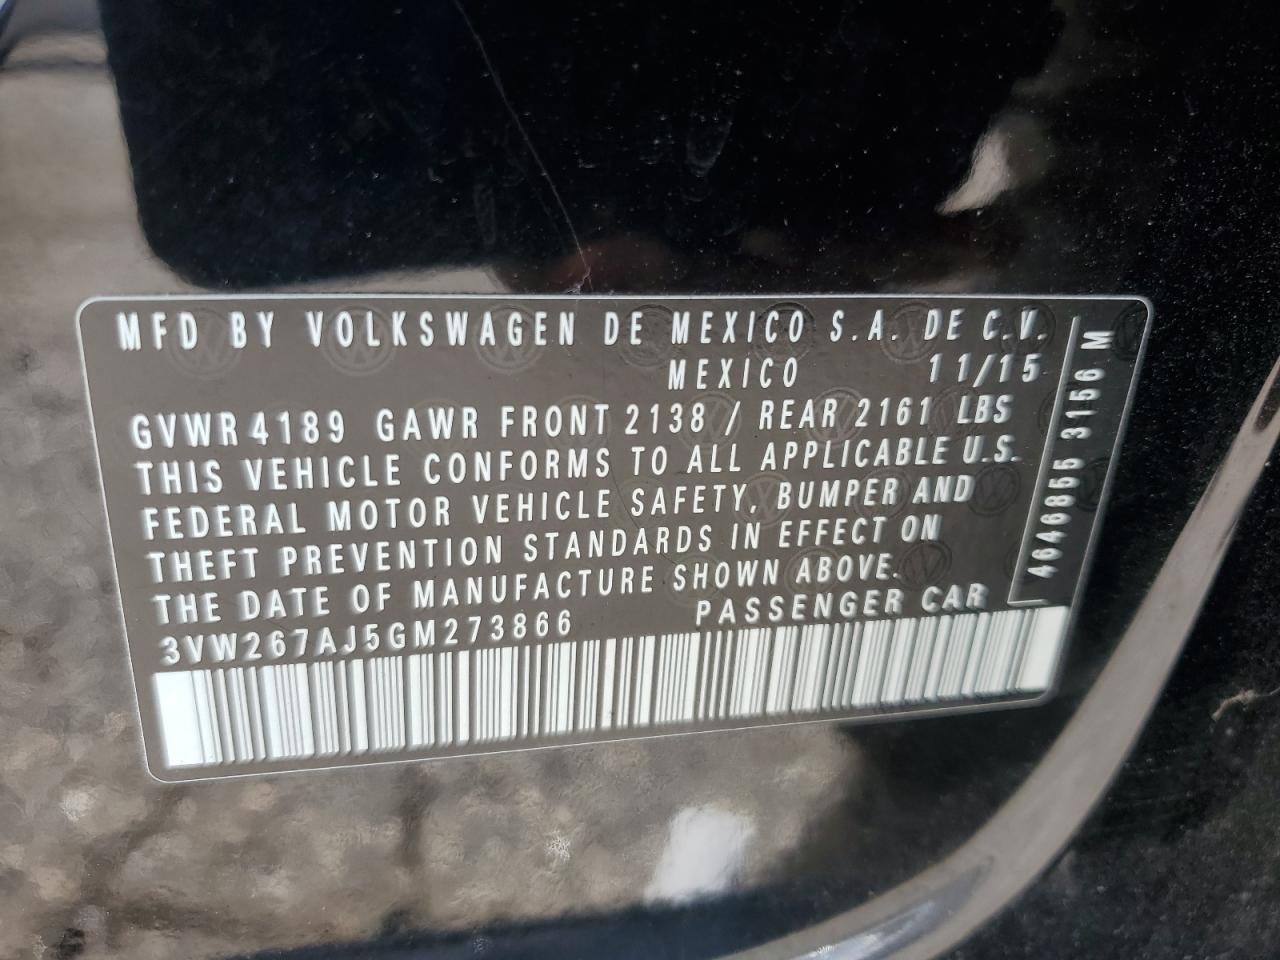 MFD BY VOLKSWAGEN DE MEXICO S.A. DE C.V.
MEXICO 11/15
GVWR 4189 GAWR FRONT 2138 / REAR 2161 LBS
THIS VEHICLE CONFORMS TO ALL APPLICABLE U.S.
FEDERAL MOTOR VEHICLE SAFETY, BUMPER AND
THEFT PREVENTION STANDARDS IN EFFECT ON
THE DATE OF MANUFACTURE SHOWN ABOVE.
3VW267AJ5GM273866 PASSENGER CAR
4646855 3156 M